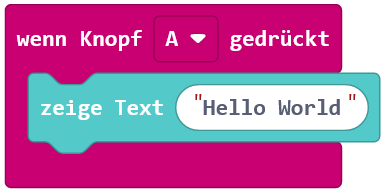 wenn Knopf A gedrückt
zeige Text "Hello World"